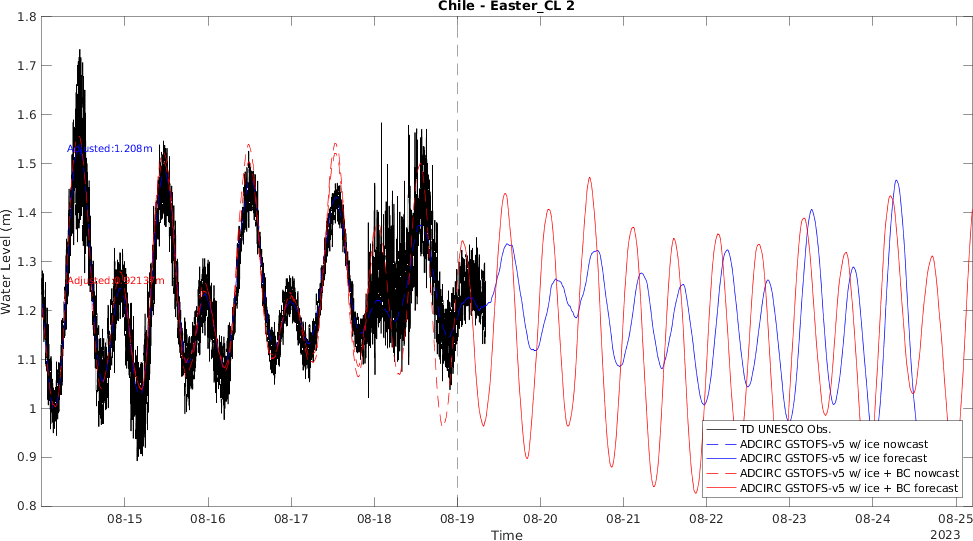 Chile - Easter_CL 2
1.8
1.7
1.6
1.5
1.4
1.3
1.2
1.1
1
0.9
0.8
Water Level (m)
Adjusted:1.208m
TD UNESCO Obs.
ADCIRC GSTOFS-v5 w/ ice nowcast
ADCIRC GSTOFS-v5 w/ ice forecast
ADCIRC GSTOFS-v5 w/ ice + BC nowcast
ADCIRC GSTOFS-v5 w/ ice + BC forecast
08-15 08-16 08-17 08-18 08-19 08-20 08-21 08-22 08-23 08-24 08-25
Time
2023